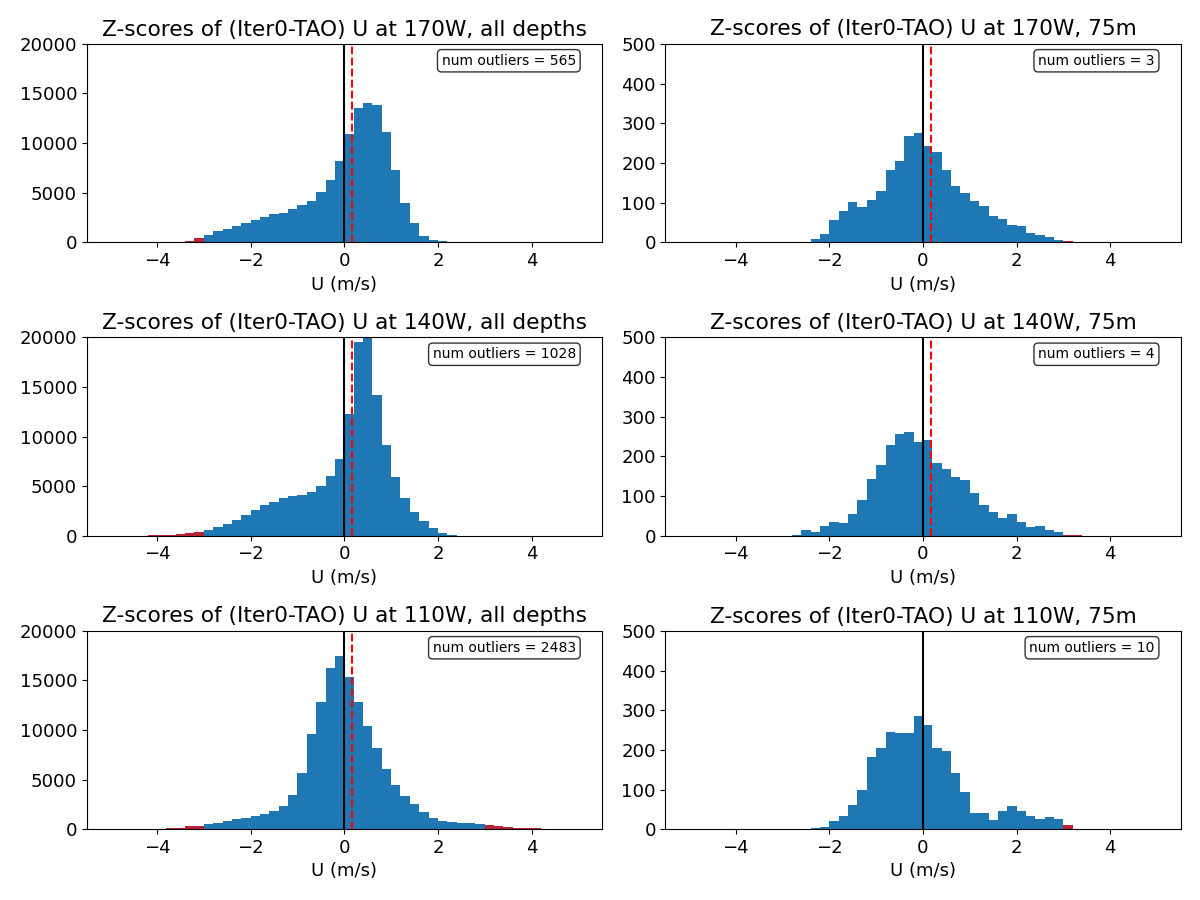 Z-scores of (Iter0-TAO) U at 170W, all depths
20000
15000
10000
5000
0
num outliers = 565
−4 −2 0 2 4
U (m/s)
Z-scores of (Iter0-TAO) U at 170W, 75m
500
400
300
200
100
0
num outliers = 3
−4 −2 0 2 4
U (m/s)
Z-scores of (Iter0-TAO) U at 140W, all depths
20000
15000
10000
5000
0
num outliers = 1028
−4 −2 0 2 4
U (m/s)
Z-scores of (Iter0-TAO) U at 140W, 75m
500
400
300
200
100
0
num outliers = 4
−4 −2 0 2 4
U (m/s)
Z-scores of (Iter0-TAO) U at 110W, all depths
20000
15000
10000
5000
0
num outliers = 2483
−4 −2 0 2 4
U (m/s)
Z-scores of (Iter0-TAO) U at 110W, 75m
500
400
300
200
100
0
num outliers = 10
−4 −2 0 2 4
U (m/s)